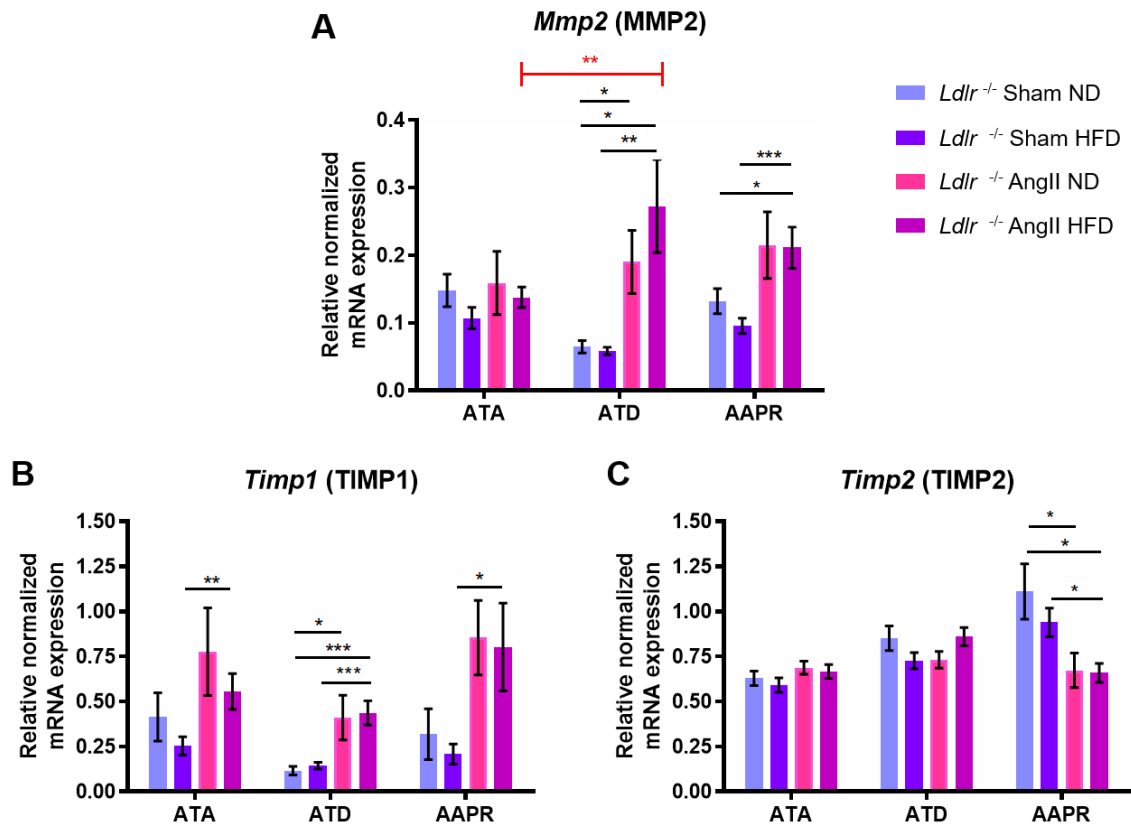 A
Mmp2 (MMP2)
**
*
*
**
***
*
0.4
0.3
0.2
0.1
0.0
Relative normalized
mRNA expression
ATA ATD AAPR
Ldlr -/- Sham ND
Ldlr -/- Sham HFD
Ldlr -/- AngII ND
Ldlr -/- AngII HFD
B
Timp1 (TIMP1)
1.50
1.25
1.00
0.75
0.50
0.25
0.00
Relative normalized
mRNA expression
**
*
***
***
*
ATA ATD AAPR
C
Timp2 (TIMP2)
1.50
1.25
1.00
0.75
0.50
0.25
0.00
Relative normalized
mRNA expression
*
*
*
ATA ATD AAPR